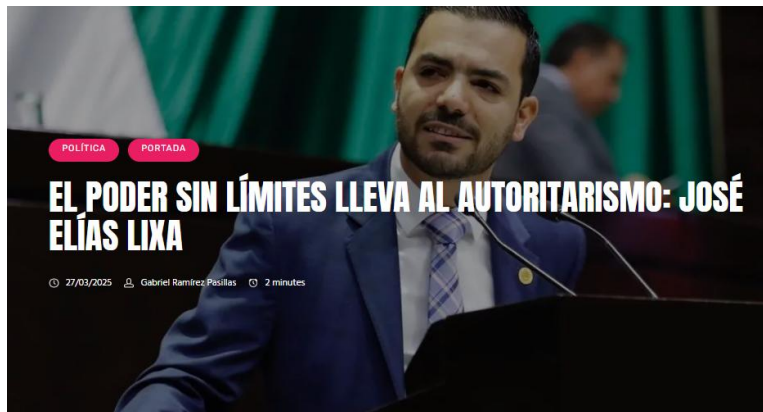 POLÍTICA
PORTADA
EL PODER SIN LÍMITES LLEVA AL AUTORITARISMO: JOSÉ
ELÍAS LIXA
27/03/2025 Gabriel Ramírez Pasillas 2 minutes